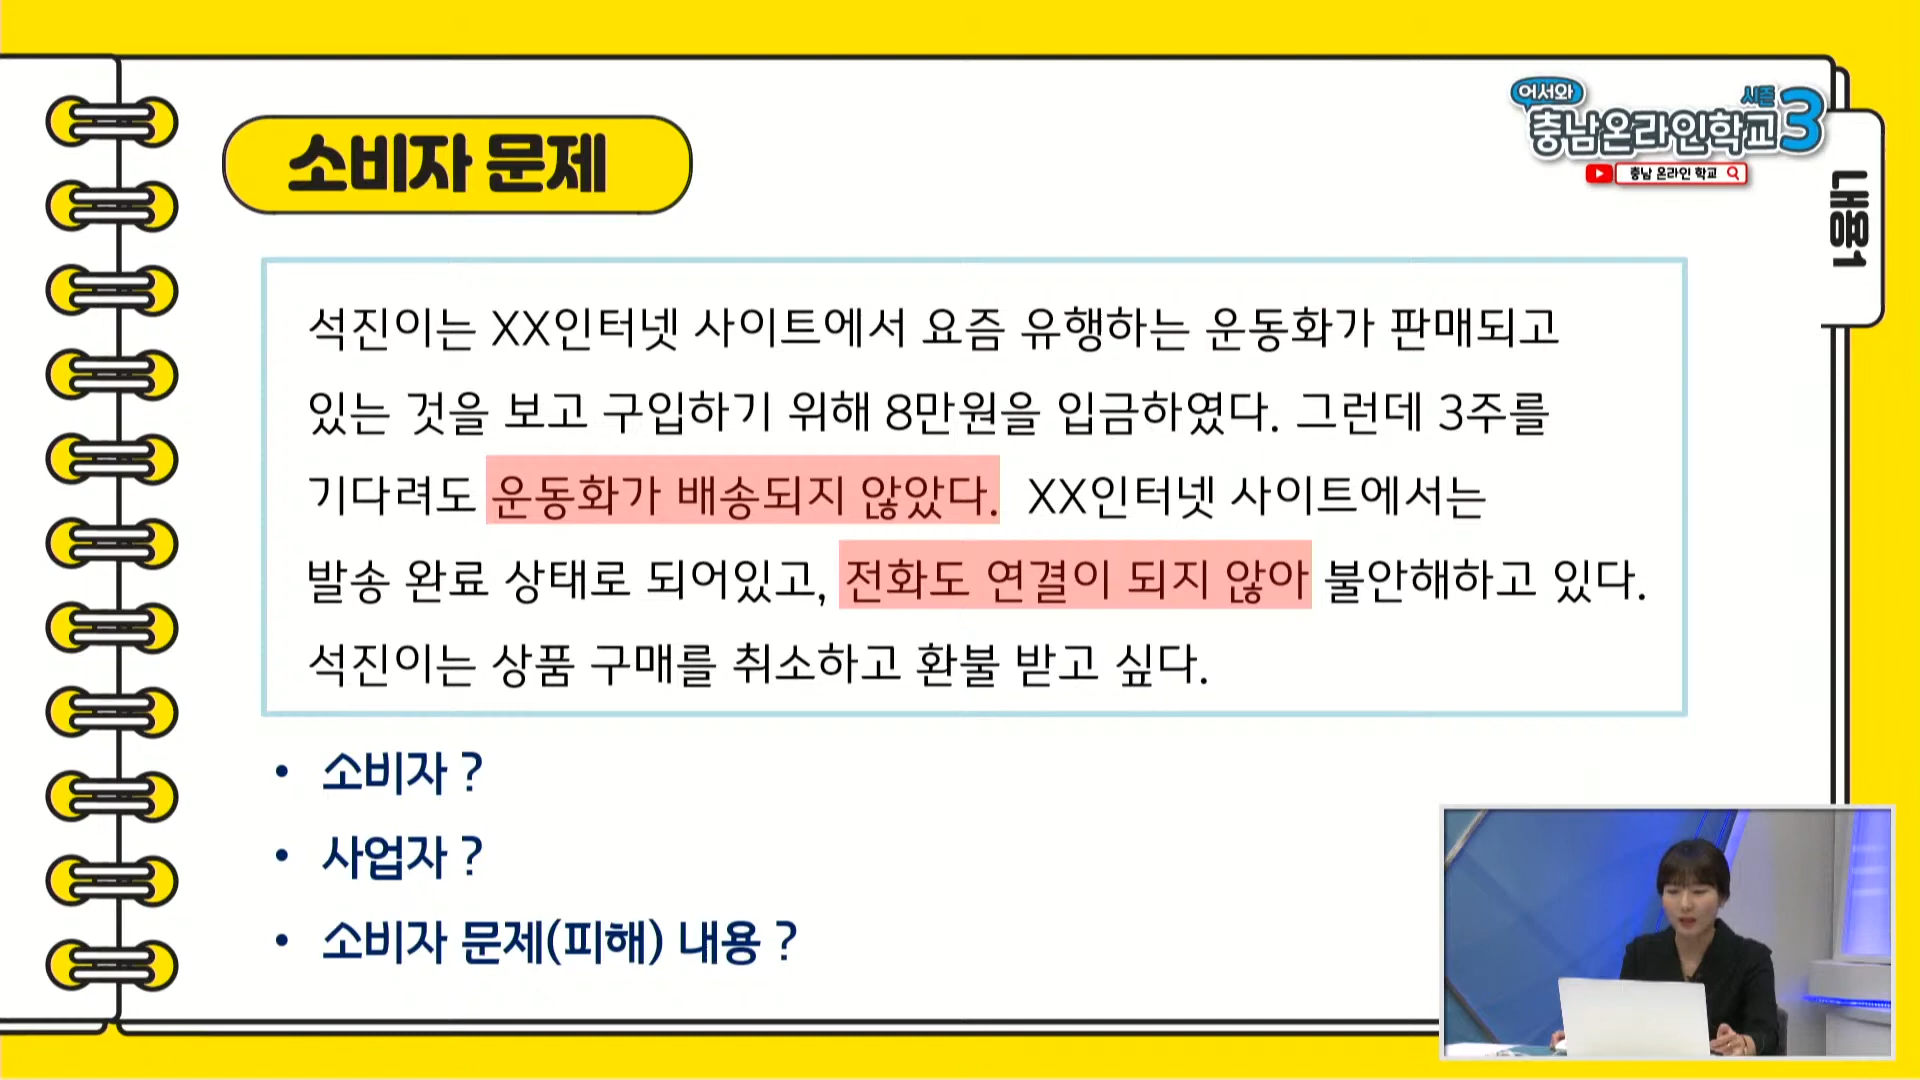 어서와
시즌
충남온라인학교3
충남 온라인 학교
내용1
소비자 문제
석진이는 XX인터넷 사이트에서 요즘 유행하는 운동화가 판매되고
있는 것을 보고 구입하기 위해 8만원을 입금하였다. 그런데 3주를
기다려도 운동화가 배송되지 않았다. XX인터넷 사이트에서는
발송 완료 상태로 되어있고, 전화도 연결이 되지 않아 불안해하고 있다.
석진이는 상품 구매를 취소하고 환불 받고 싶다.
• 소비자 ?
• 사업자 ?
• 소비자 문제(피해) 내용 ?